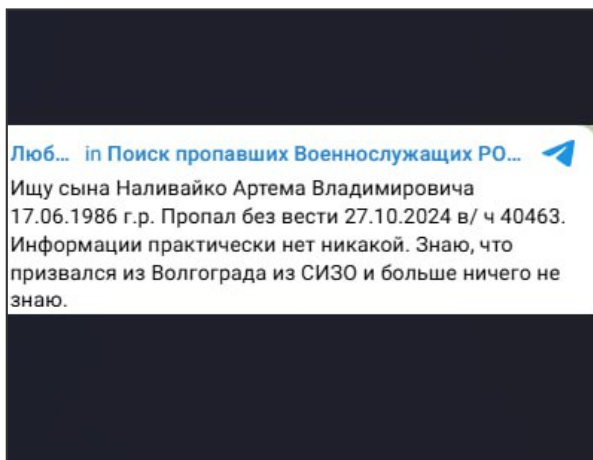 Люб... in Поиск пропавших Военнослужащих РО...
Ищу сына Наливайко Артема Владимировича
17.06.1986 г.р. Пропал без вести 27.10.2024 в/ ч 40463.
Информации практически нет никакой. Знаю, что
призвался из Волгограда из СИЗО и больше ничего не
знаю.